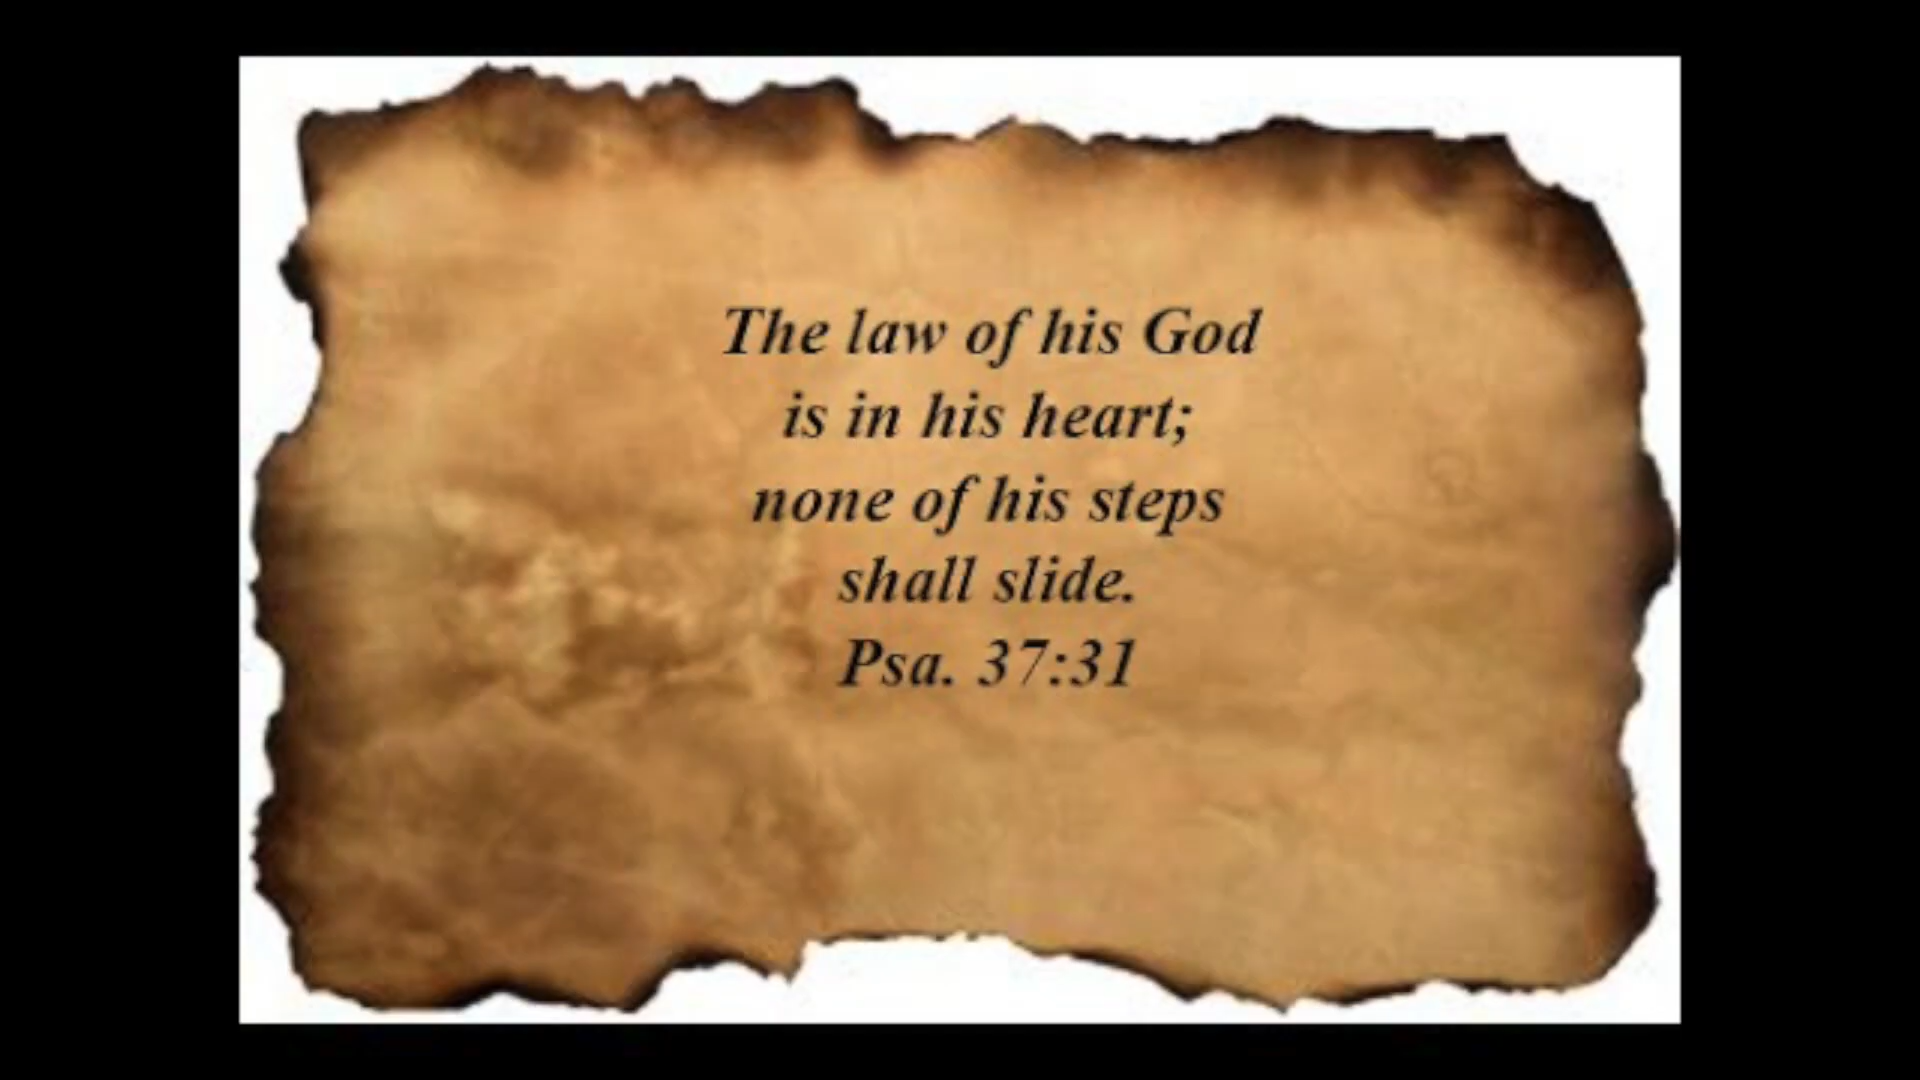 The law of his God
is in his heart;
none of his steps
shall slide.
Psa. 37:31